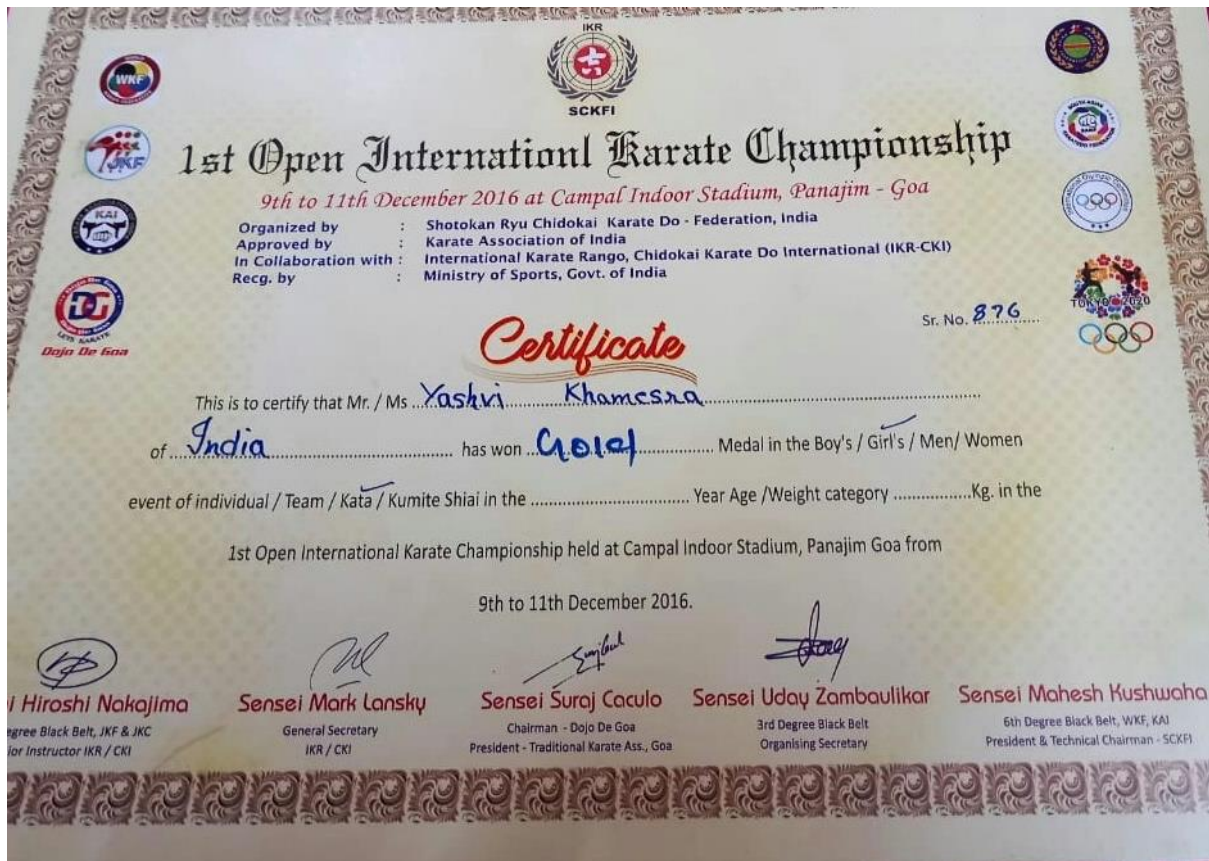 IKR
SCKFI
WKF
JKF
KAI
DG
LETS KARATE
Dojo De Goa
SOUTH ASIAN
TOKYO 2020
1st Open Internationl Karate Championship
9th to 11th December 2016 at Campal Indoor Stadium, Panajim - Goa
Organized by : Shotokan Ryu Chidokai Karate Do - Federation, India
Approved by : Karate Association of India
In Collaboration with : International Karate Rango, Chidokai Karate Do International (IKR-CKI)
Recg. by : Ministry of Sports, Govt. of India
Sr. No. 876
Certificate
This is to certify that Mr. / Ms Yashvi Khamesra
of India has won Gold Medal in the Boy's / Girl's / Men/ Women
event of individual / Team / Kata / Kumite Shiai in the ................................ Year Age /Weight category ................Kg. in the
1st Open International Karate Championship held at Campal Indoor Stadium, Panajim Goa from
9th to 11th December 2016.
i Hiroshi Nakajima
egree Black Belt, JKF & JKC
ior Instructor IKR / CKI
Sensei Mark Lansky
General Secretary
IKR / CKI
Sensei Suraj Caculo
Chairman - Dojo De Goa
President - Traditional Karate Ass., Goa
Sensei Uday Zambaulikar
3rd Degree Black Belt
Organising Secretary
Sensei Mahesh Kushwaha
6th Degree Black Belt, WKF, KAI
President & Technical Chairman - SCKFI